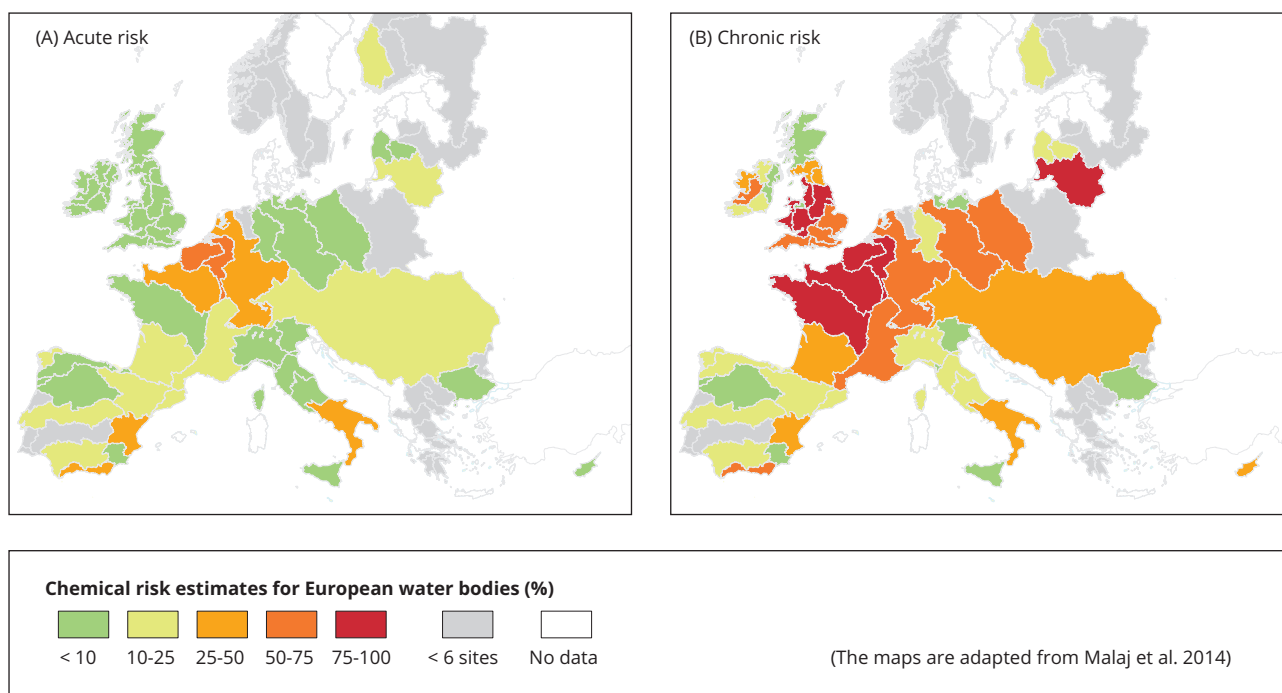 (A) Acute risk
(B) Chronic risk
Chemical risk estimates for European water bodies (%)
< 10 10-25 25-50 50-75 75-100 < 6 sites No data
(The maps are adapted from Malaj et al. 2014)